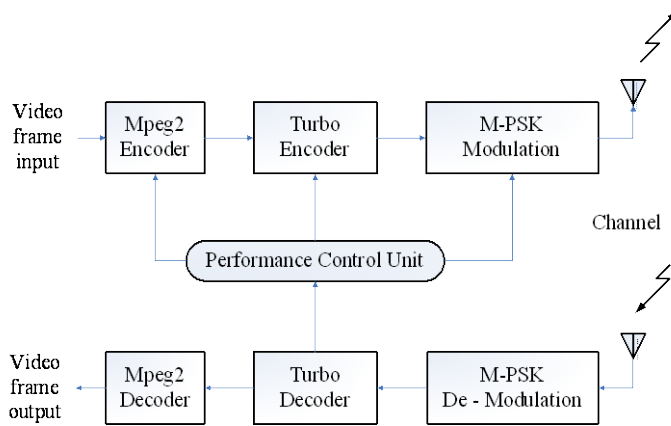 Video
frame
input
Mpeg2
Encoder
Turbo
Encoder
M-PSK
Modulation
Channel
Performance Control Unit
Video
frame
output
Mpeg2
Decoder
Turbo
Decoder
M-PSK
De - Modulation